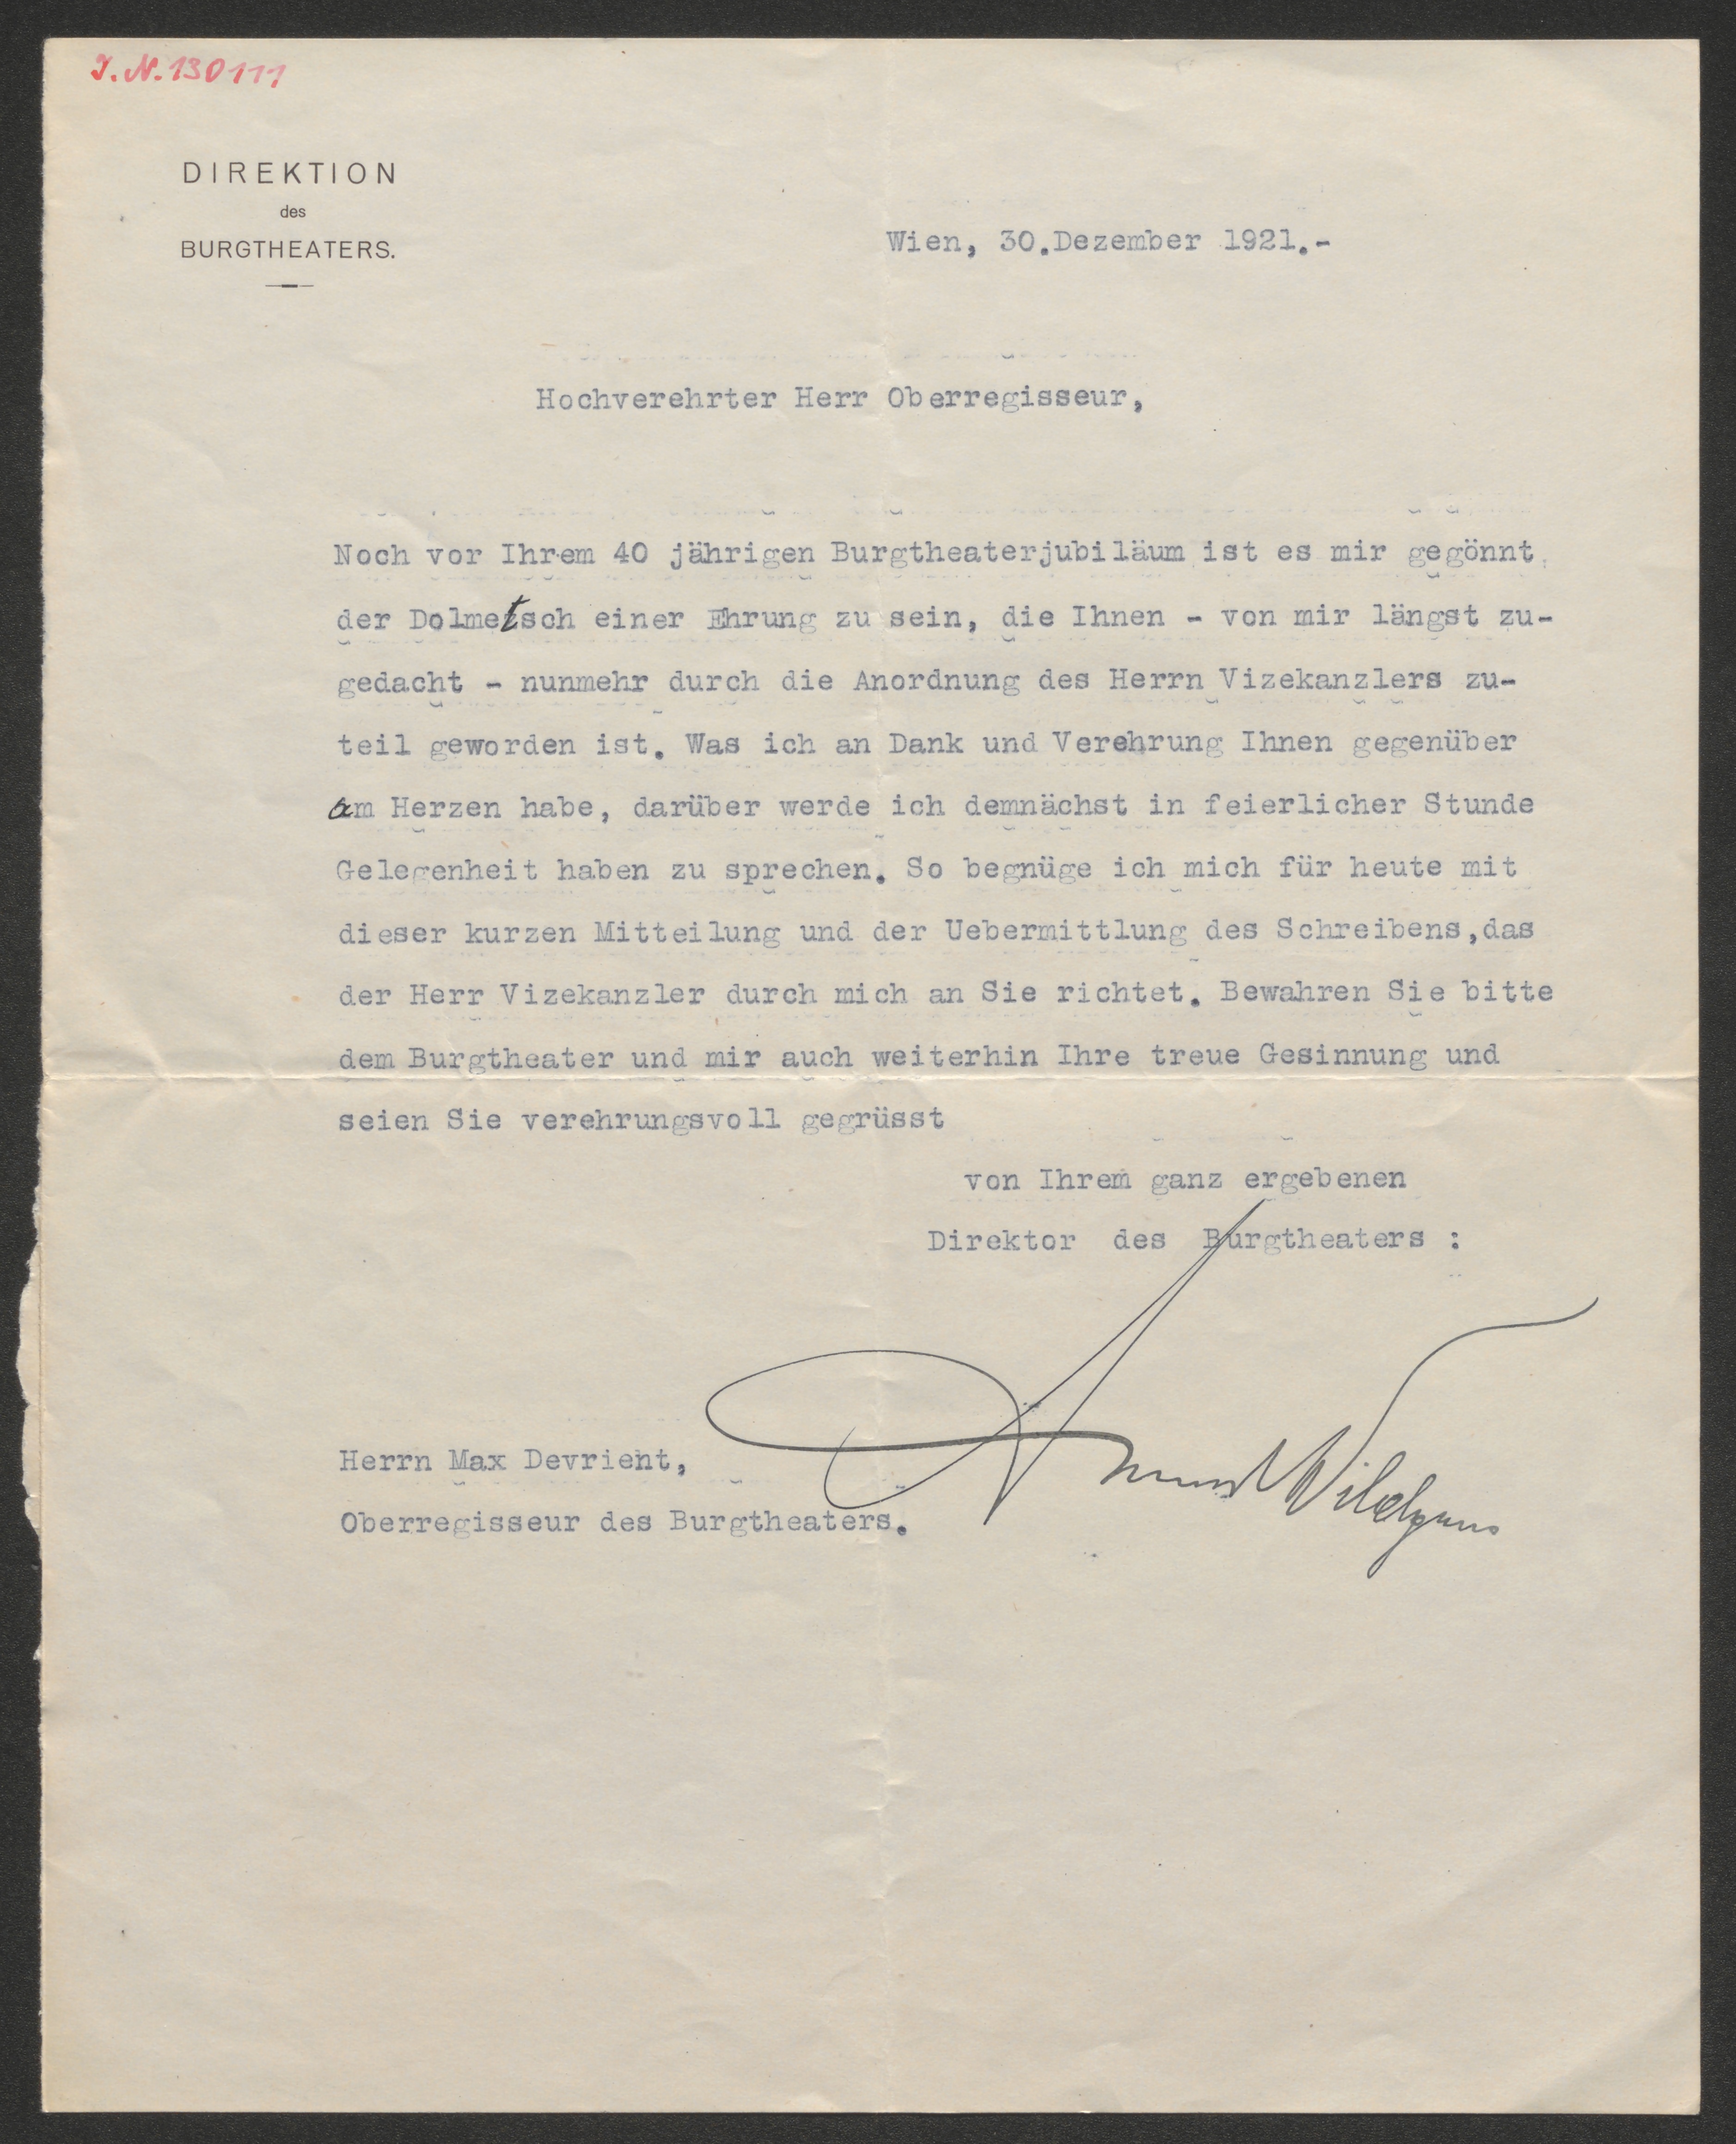 J.N. 130111
DIREKTION
des
BURGTHEATERS.
Wien, 30.Dezember 1921.-
Hochverehrter Herr Oberregisseur,
Noch vor Ihrem 40 jährigen Burgtheaterjubiläum ist es mir gegönnt,
der Dolmetsch einer Ehrung zu sein, die Ihnen - von mir längst zu-
gedacht - nunmehr durch die Anordnung des Herrn Vizekanzlers zu-
teil geworden ist. Was ich an Dank und Verehrung Ihnen gegenüber
am Herzen habe, darüber werde ich demnächst in feierlicher Stunde
Gelegenheit haben zu sprechen. So begnüge ich mich für heute mit
dieser kurzen Mitteilung und der Uebermittlung des Schreibens,das
der Herr Vizekanzler durch mich an Sie richtet. Bewahren Sie bitte
dem Burgtheater und mir auch weiterhin Ihre treue Gesinnung und
seien Sie verehrungsvoll gegrüsst
von Ihrem ganz ergebenen
Direktor des Burgtheaters :
Anton Wildgans
Herrn Max Devrient,
Oberregisseur des Burgtheaters.